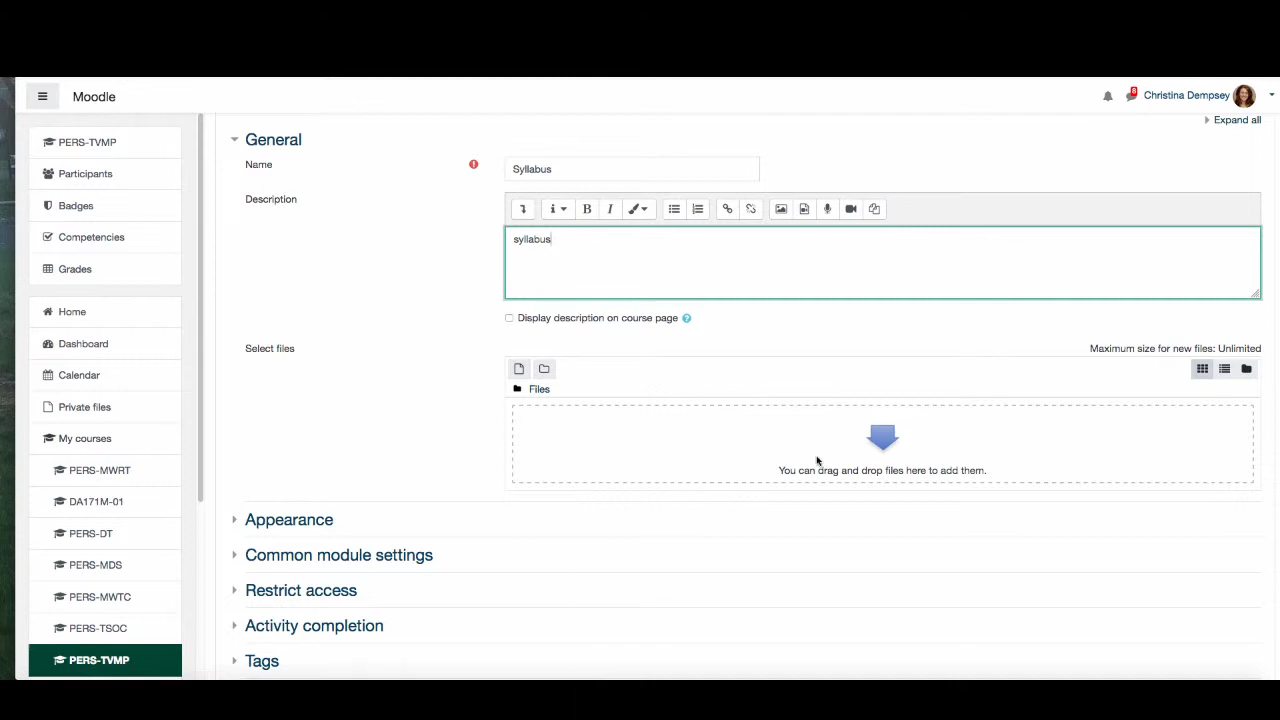 Moodle
8
Christina Dempsey
PERS-TVMP
Participants
Badges
Competencies
Grades
Home
Dashboard
Calendar
Private files
My courses
PERS-MWRT
DA171M-01
PERS-DT
PERS-MDS
PERS-MWTC
PERS-TSOC
PERS-TVMP
Expand all
General
Name
Syllabus
Description
syllabus
Display description on course page
Select files
Maximum size for new files: Unlimited
Files
You can drag and drop files here to add them.
Appearance
Common module settings
Restrict access
Activity completion
Tags